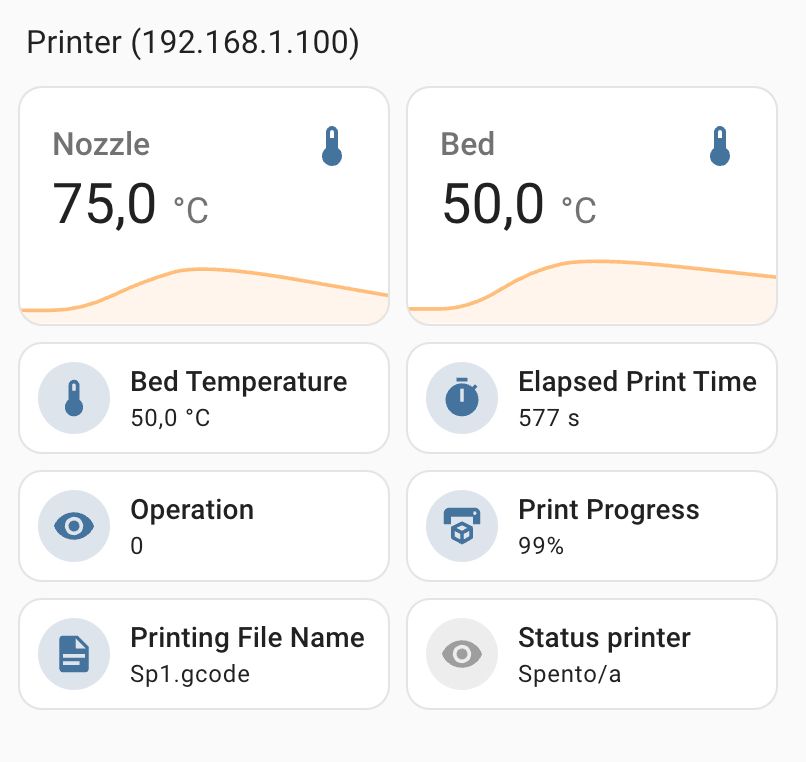 Printer (192.168.1.100)
Nozzle
75,0 °C
Bed
50,0 °C
Bed Temperature
50,0 °C
Elapsed Print Time
577 s
Operation
0
Print Progress
99%
Printing File Name
Sp1.gcode
Status printer
Spento/a